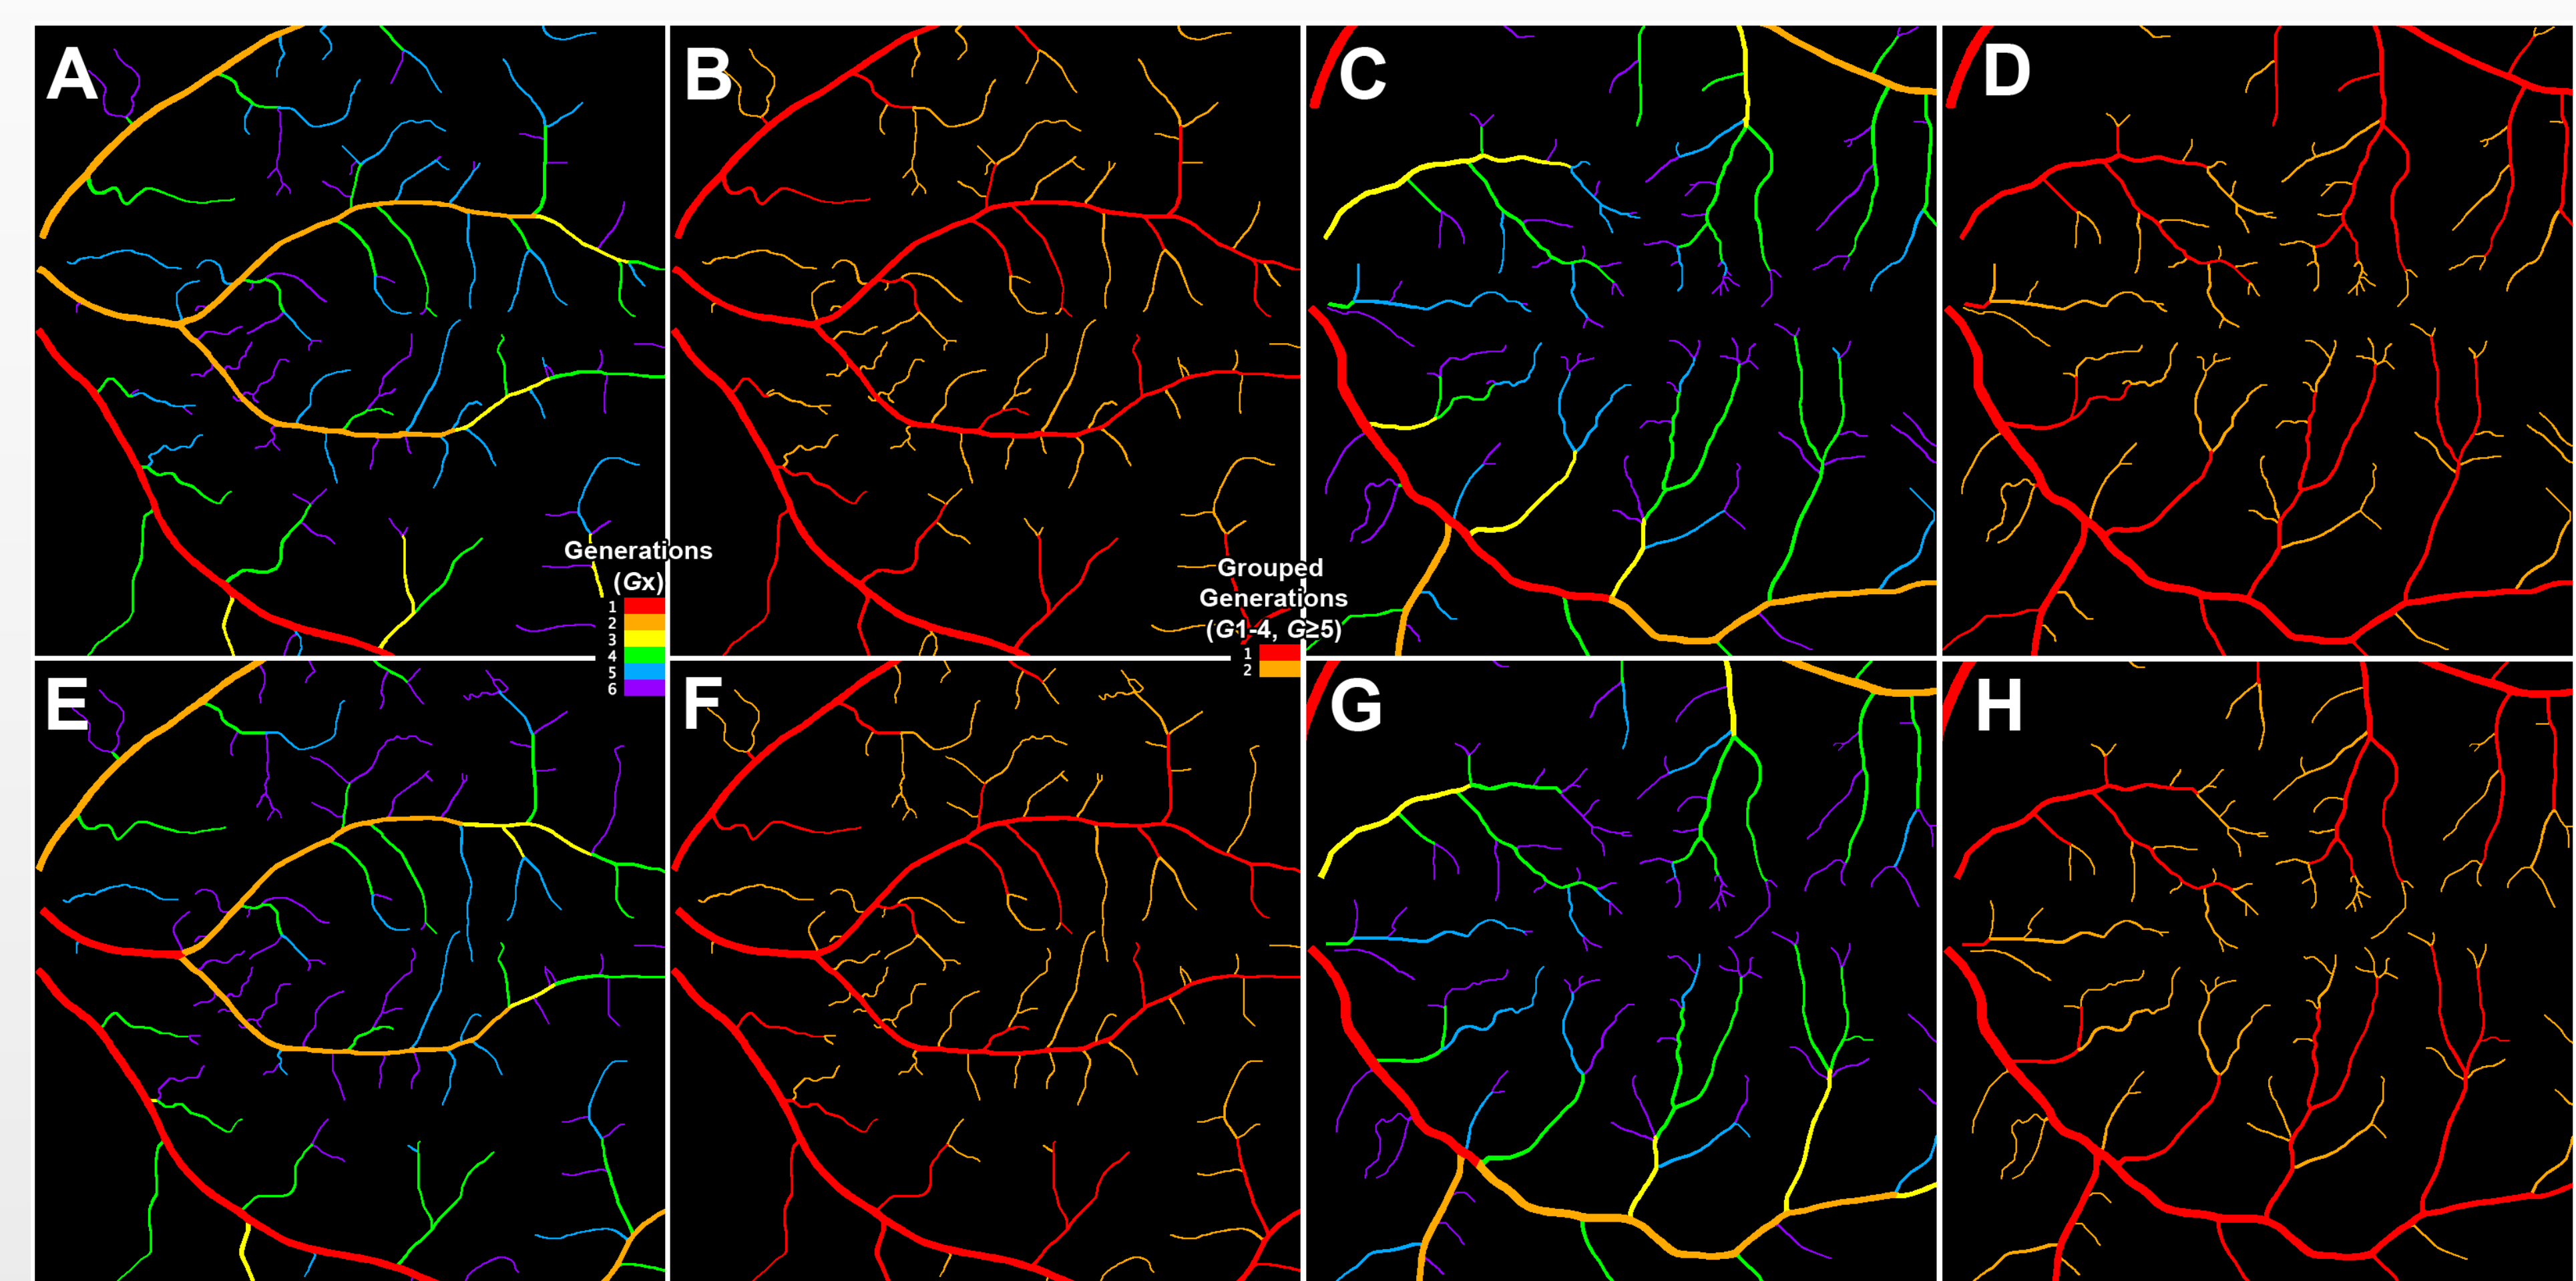 A
B
C
D
Generations
(Gx)
1
2
3
4
5
6
Grouped
Generations
(G1-4, G≥5)
1
2
E
F
G
H